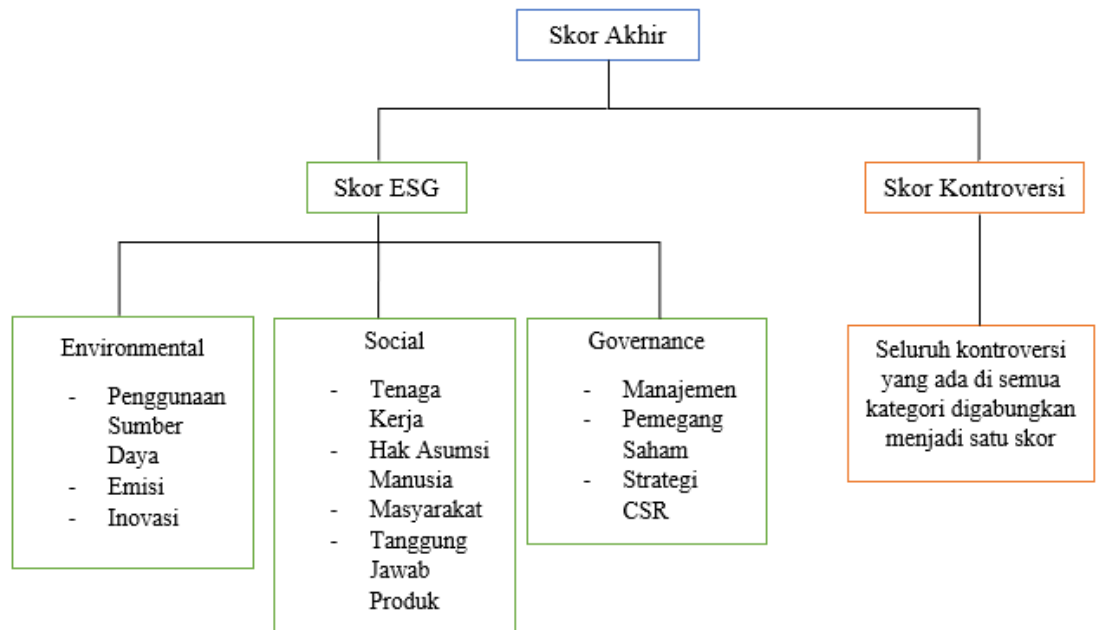 Skor Akhir
Skor ESG
Skor Kontroversi
Environmental
- Penggunaan
Sumber
Daya
- Emisi
- Inovasi
Social
- Tenaga
Kerja
- Hak Asumsi
Manusia
- Masyarakat
- Tanggung
Jawab
Produk
Governance
- Manajemen
- Pemegang
Saham
- Strategi
CSR
Seluruh kontroversi
yang ada di semua
kategori digabungkan
menjadi satu skor